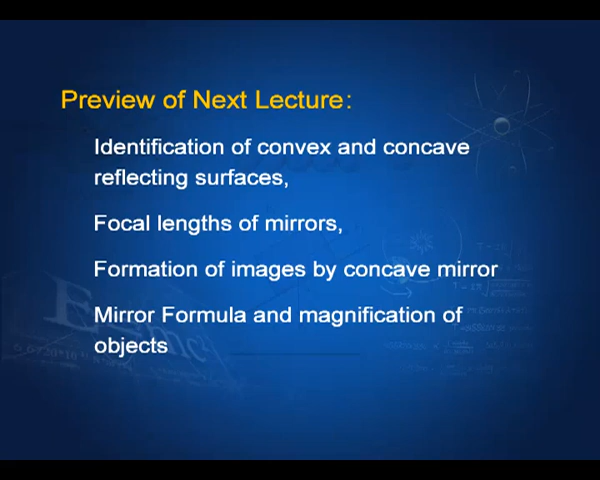 Preview of Next Lecture:
Identification of convex and concave
reflecting surfaces,
Focal lengths of mirrors,
Formation of images by concave mirror
Mirror Formula and magnification of
objects
E=mc²